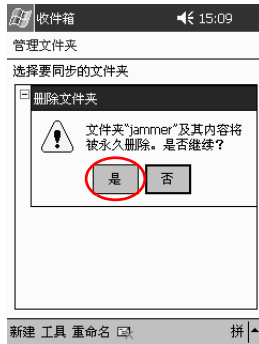 收件箱 15:09
管理文件夹
选择要同步的文件夹
删除文件夹
文件夹"jammer"及其内容将
被永久删除。是否继续?
是 否
新建 工具 重命名 拼